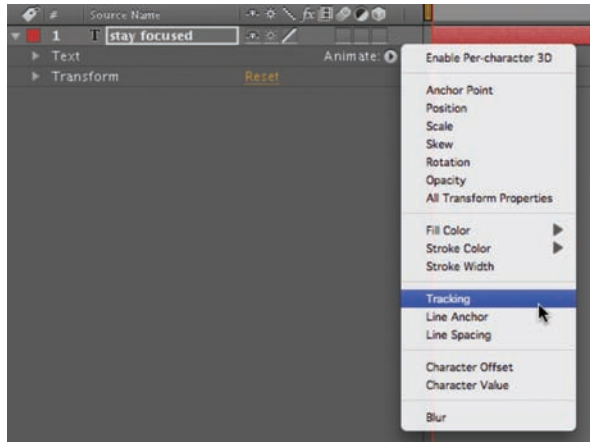 # Source Name fx
1 T stay focused
Text Animate:
Transform Reset
Enable Per-character 3D
Anchor Point
Position
Scale
Skew
Rotation
Opacity
All Transform Properties
Fill Color
Stroke Color
Stroke Width
Tracking
Line Anchor
Line Spacing
Character Offset
Character Value
Blur